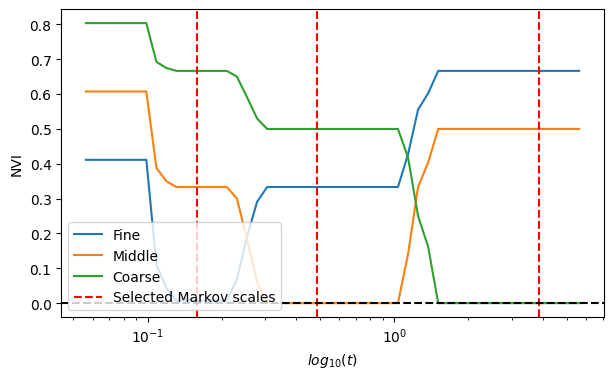 0.8
0.7
0.6
0.5
0.4
0.3
0.2
0.1
0.0
NVI
Fine
Middle
Coarse
Selected Markov scales
10⁻¹
10⁰
log₁₀(t)